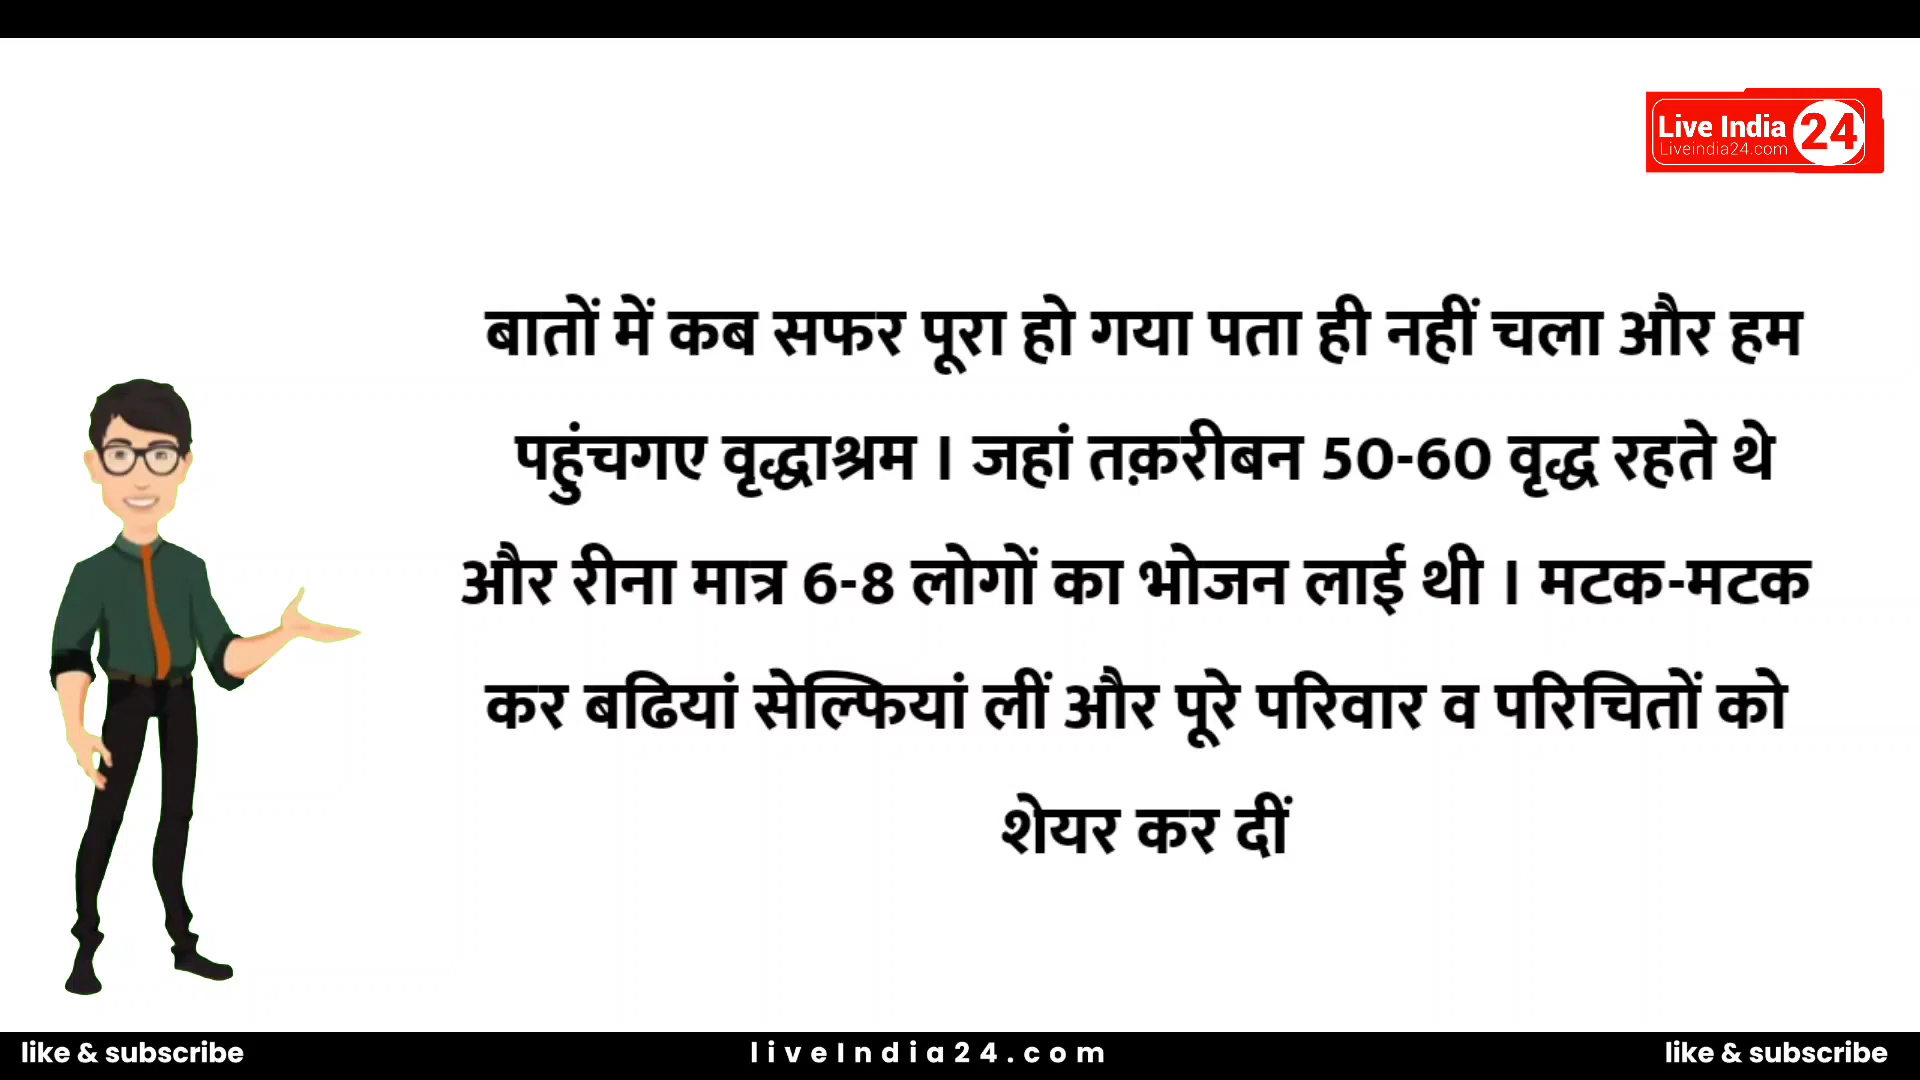 Live India 24
Liveindia24.com
बातों में कब सफर पूरा हो गया पता ही नहीं चला और हम
पहुंचगए वृद्धाश्रम । जहां तक़रीबन 50-60 वृद्ध रहते थे
और रीना मात्र 6-8 लोगों का भोजन लाई थी । मटक-मटक
कर बढियां सेल्फियां लीं और पूरे परिवार व परिचितों को
शेयर कर दीं
like & subscribe
liveIndia24.com
like & subscribe